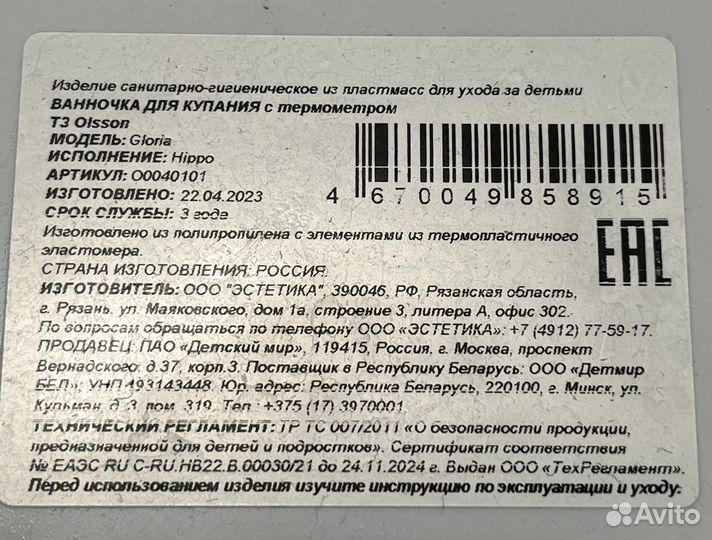 Изделие санитарно-гигиеническое из пластмасс для ухода за детьми
ВАННОЧКА ДЛЯ КУПАНИЯ с термометром
ТЗ Olsson
МОДЕЛЬ: Gloria
ИСПОЛНЕНИЕ: Hippo
АРТИКУЛ: О0040101
ИЗГОТОВЛЕНО: 22.04.2023
СРОК СЛУЖБЫ: 3 года
4 670049 858915
Изготовлено из полипропилена с элементами из термопластичного
эластомера.
EAC
СТРАНА ИЗГОТОВЛЕНИЯ: РОССИЯ.
ИЗГОТОВИТЕЛЬ: ООО "ЭСТЕТИКА", 390046, РФ, Рязанская область,
г. Рязань. ул. Маяковского, дом 1а, строение 3, литера А, офис 302.
По вопросам обращаться по телефону ООО «ЭСТЕТИКА»: +7 (4912) 77-59-17.
ПРОДАВЕЦ: ПАО «Детский мир», 119415, Россия, г. Москва, проспект
Вернадского, д.37, корп.3. Поставщик в Республику Беларусь: ООО «Детмир
БЕЛ»: УНП 193143448. Юр. адрес: Республика Беларусь, 220100, г. Минск, ул.
Кульман, д. 3, пом. 319. Тел.: +375 (17) 3970001.
ТЕХНИЧЕСКИЙ РЕГЛАМЕНТ: ТР ТС 007/2011 «О безопасности продукции,
предназначенной для детей и подростков». Сертификат соответствия
№ ЕАЭС RU C-RU.НВ22.В.00030/21 до 24.11.2024 г. Выдан ООО «ТехРегламент».
Перед использованием изделия изучите инструкцию по эксплуатации и уходу.
Avito